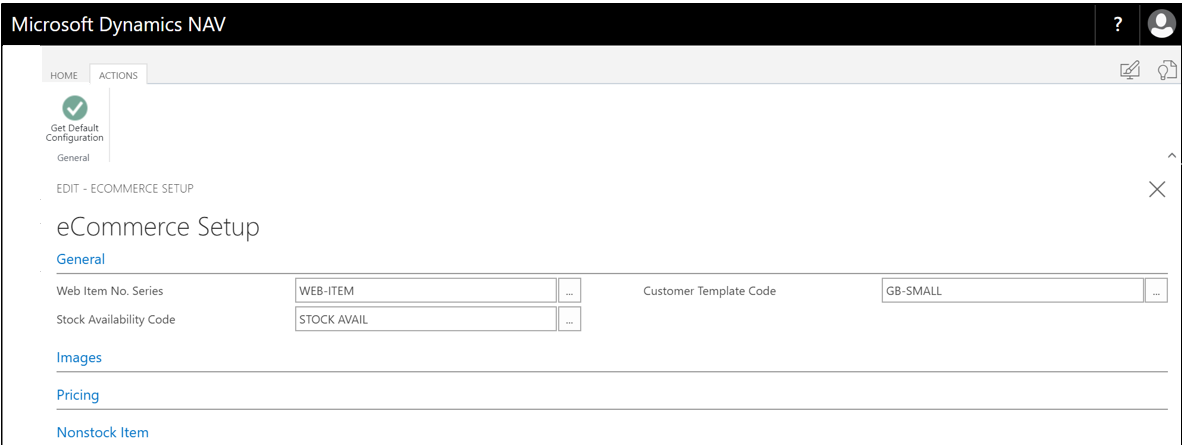 Microsoft Dynamics NAV
?
HOME
ACTIONS
Get Default
Configuration
General
EDIT - ECOMMERCE SETUP
eCommerce Setup
General
Web Item No. Series
WEB-ITEM
...
Customer Template Code
GB-SMALL
...
Stock Availability Code
STOCK AVAIL
...
Images
Pricing
Nonstock Item